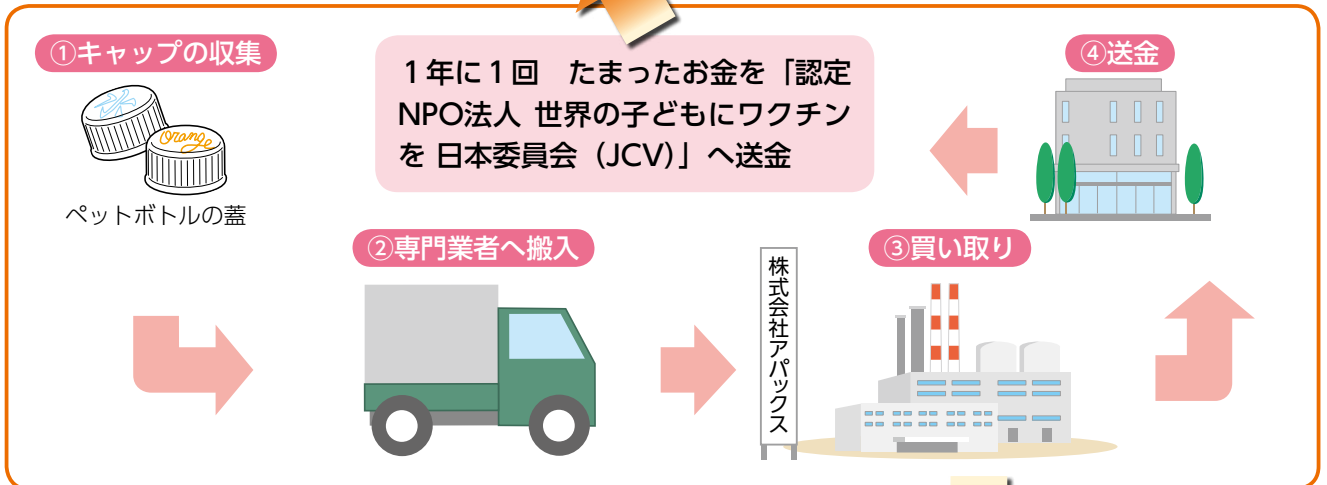 ①キャップの収集
水
Orange
ペットボトルの蓋
②専門業者へ搬入
株式会社アパックス
③買い取り
④送金
1年に1回　たまったお金を「認定
NPO法人 世界の子どもにワクチン
を 日本委員会（JCV)」へ送金